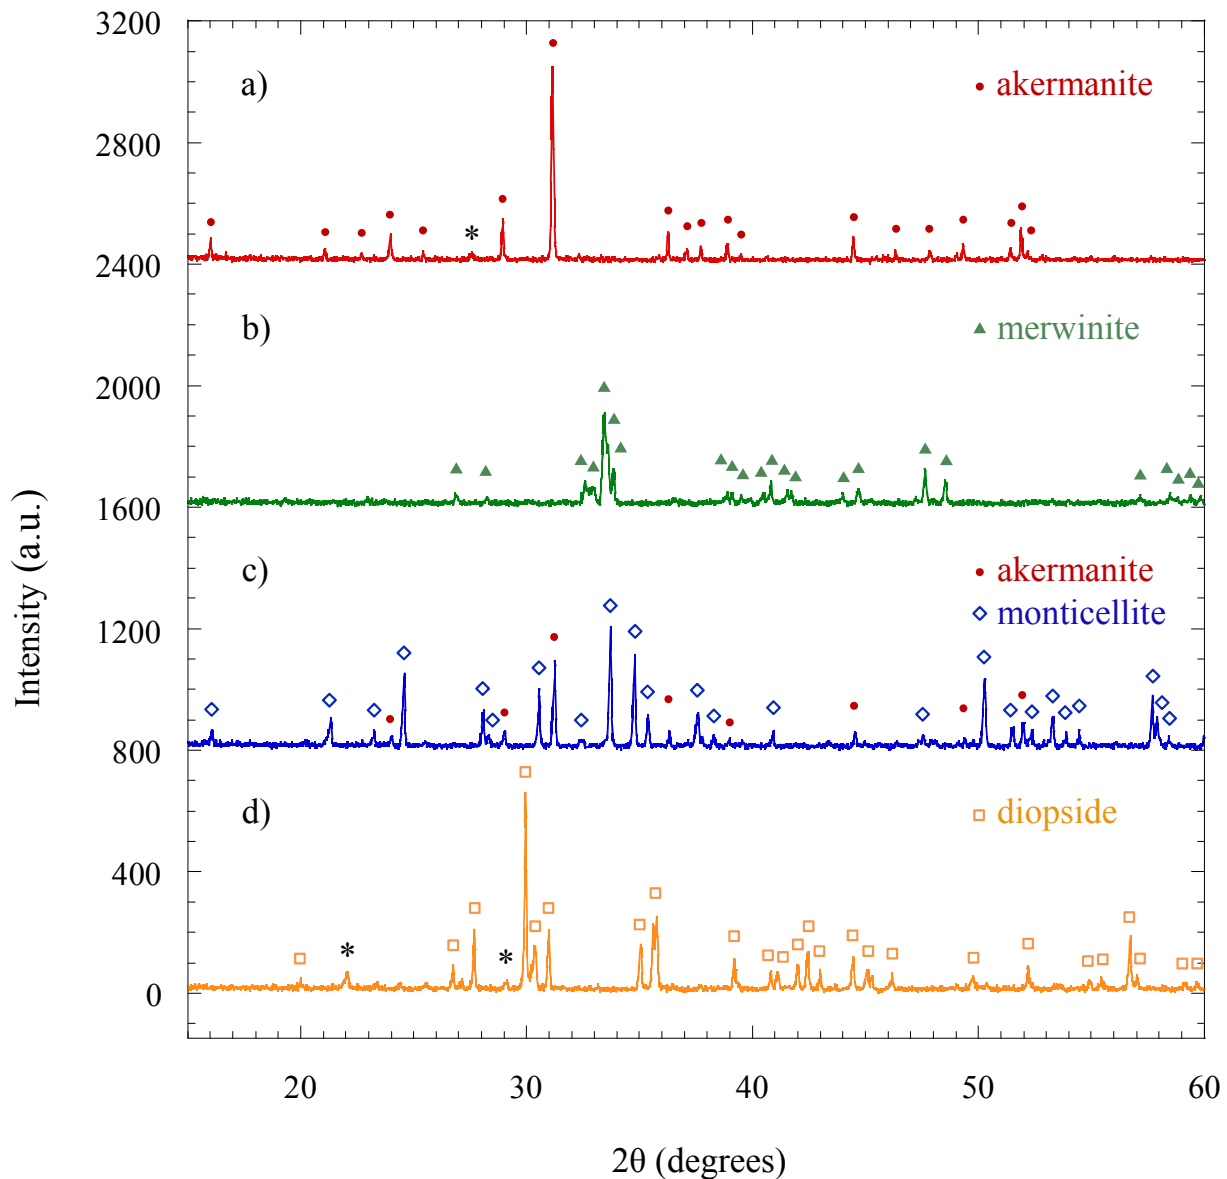 3200
a)
● akermanite
2800
*
2400
b)
▲ merwinite
2000
1600
c)
● akermanite
◇ monticellite
1200
800
d)
□ diopside
400
* *
0
Intensity (a.u.)
20 30 40 50 60
2θ (degrees)